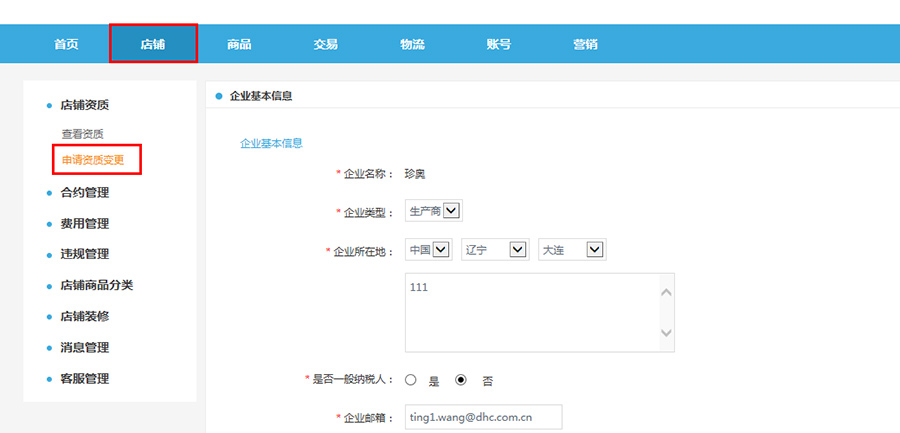 首页 店铺 商品 交易 物流 账号 营销
店铺资质
查看资质
申请资质变更
合约管理
费用管理
违规管理
店铺商品分类
店铺装修
消息管理
客服管理
企业基本信息
企业基本信息
* 企业名称： 珍奥
* 企业类型： 生产商
* 企业所在地： 中国 辽宁 大连
111
* 是否一般纳税人： 是 否
* 企业邮箱： ting1.wang@dhc.com.cn